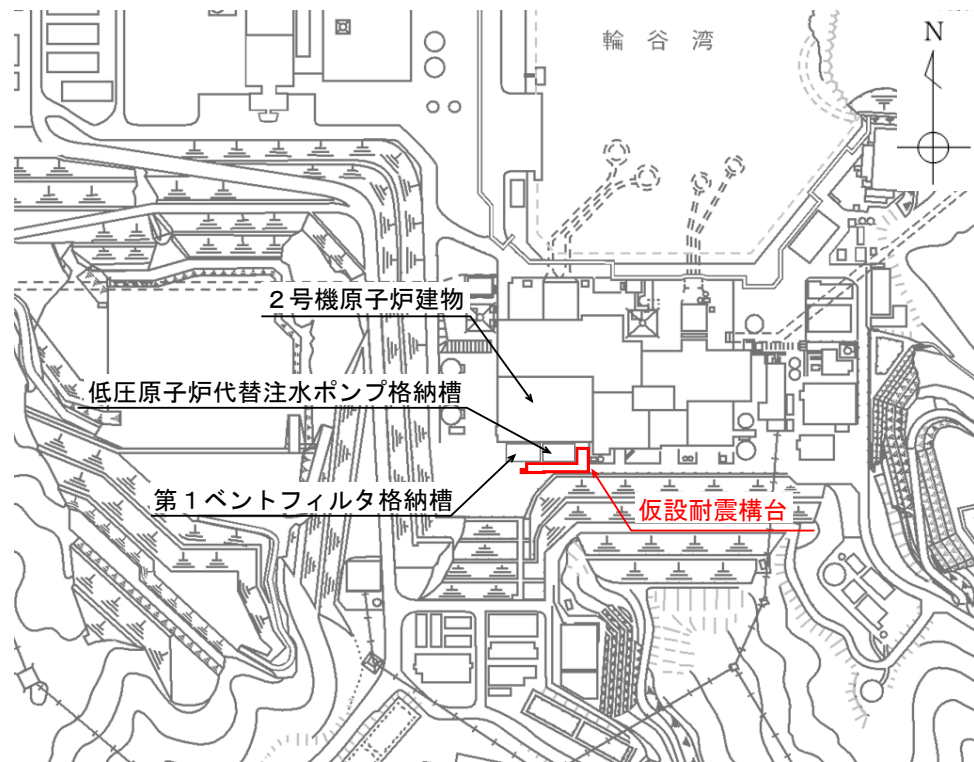 輪谷湾
N
2号機原子炉建物
低圧原子炉代替注水ポンプ格納槽
第1ベントフィルタ格納槽
仮設耐震構台